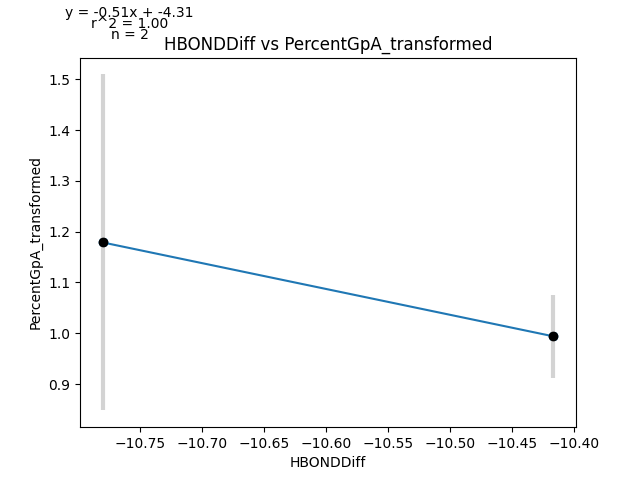 y = -0.51x + -4.31
r^2 = 1.00
n = 2
HBONDDiff vs PercentGpA_transformed
PercentGpA_transformed
1.5
1.4
1.3
1.2
1.1
1.0
0.9
−10.75 −10.70 −10.65 −10.60 −10.55 −10.50 −10.45 −10.40
HBONDDiff